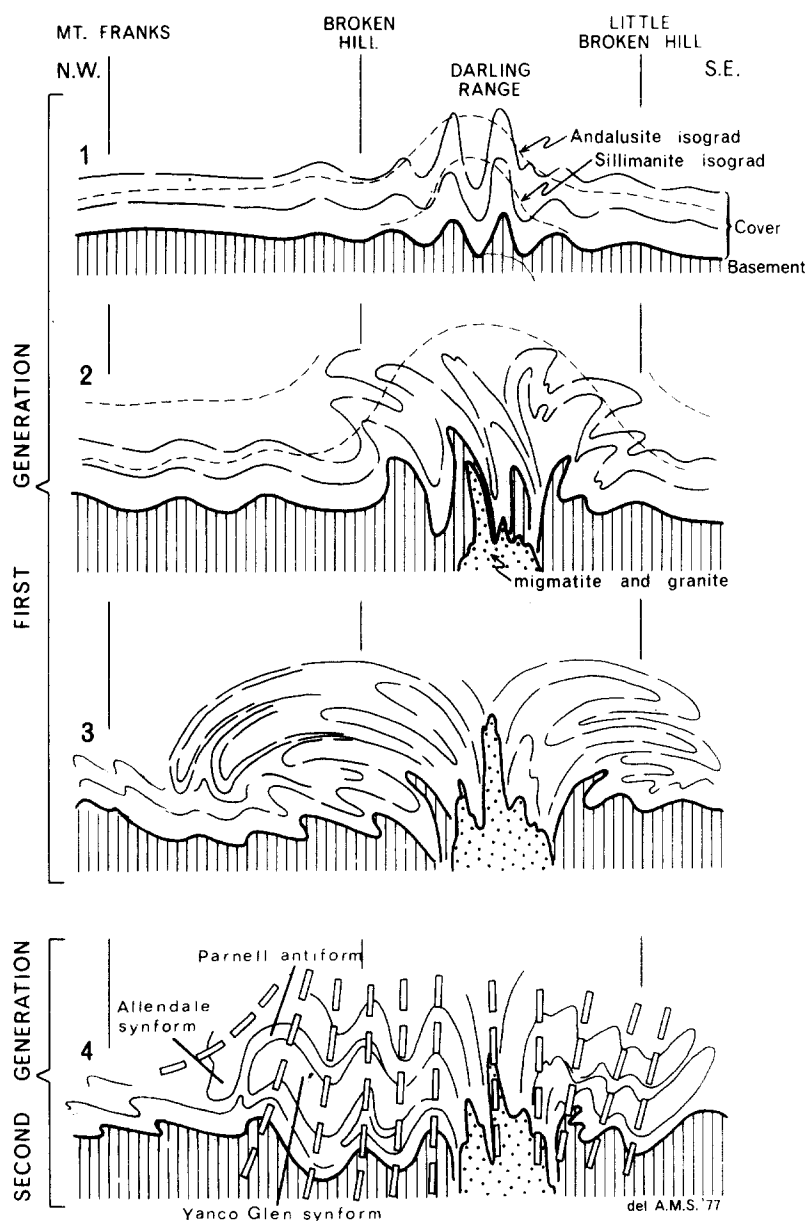 MT. FRANKS
BROKEN
HILL
LITTLE
BROKEN HILL
N.W.
DARLING
RANGE
S.E.
1
Andalusite isograd
Sillimanite isograd
Cover
Basement
2
migmatite and granite
FIRST GENERATION
3
SECOND GENERATION
Parnell antiform
Allendale
synform
4
Yanco Glen synform
del A.M.S. '77